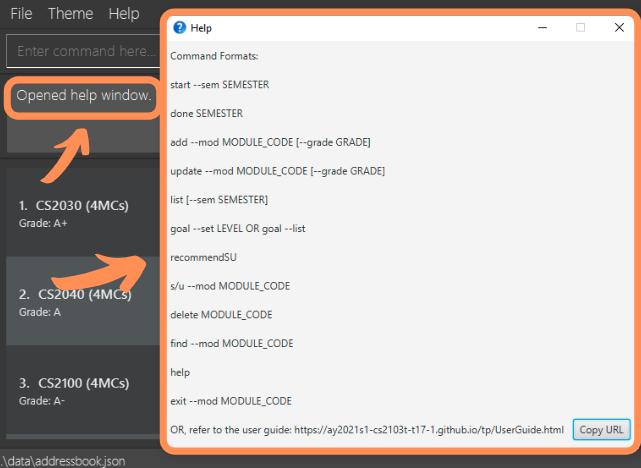 File Theme Help
Enter command here...
Opened help window.
1. CS2030 (4MCs)
Grade: A+
2. CS2040 (4MCs)
Grade: A
3. CS2100 (4MCs)
Grade: A-
.\data\addressbook.json
Help
Command Formats:
start --sem SEMESTER
done SEMESTER
add --mod MODULE_CODE [--grade GRADE]
update --mod MODULE_CODE [--grade GRADE]
list [--sem SEMESTER]
goal --set LEVEL OR goal --list
recommendSU
s/u --mod MODULE_CODE
delete MODULE_CODE
find --mod MODULE_CODE
help
exit --mod MODULE_CODE
OR, refer to the user guide: https://ay2021s1-cs2103t-t17-1.github.io/tp/UserGuide.html Copy URL